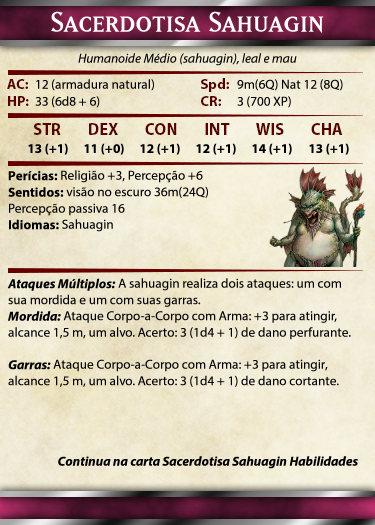 Sacerdotisa Sahuagin
Humanoide Médio (sahuagin), leal e mau
AC: 12 (armadura natural) Spd: 9m(6Q) Nat 12 (8Q)
HP: 33 (6d8 + 6) CR: 3 (700 XP)
STR DEX CON INT WIS CHA
13 (+1) 11 (+0) 12 (+1) 12 (+1) 14 (+1) 13 (+1)
Perícias: Religião +3, Percepção +6
Sentidos: visão no escuro 36m(24Q)
Percepção passiva 16
Idiomas: Sahuagin
Ataques Múltiplos: A sahuagin realiza dois ataques: um com
sua mordida e um com suas garras.
Mordida: Ataque Corpo-a-Corpo com Arma: +3 para atingir,
alcance 1,5 m, um alvo. Acerto: 3 (1d4 + 1) de dano perfurante.
Garras: Ataque Corpo-a-Corpo com Arma: +3 para atingir,
alcance 1,5 m, um alvo. Acerto: 3 (1d4 + 1) de dano cortante.
Continua na carta Sacerdotisa Sahuagin Habilidades